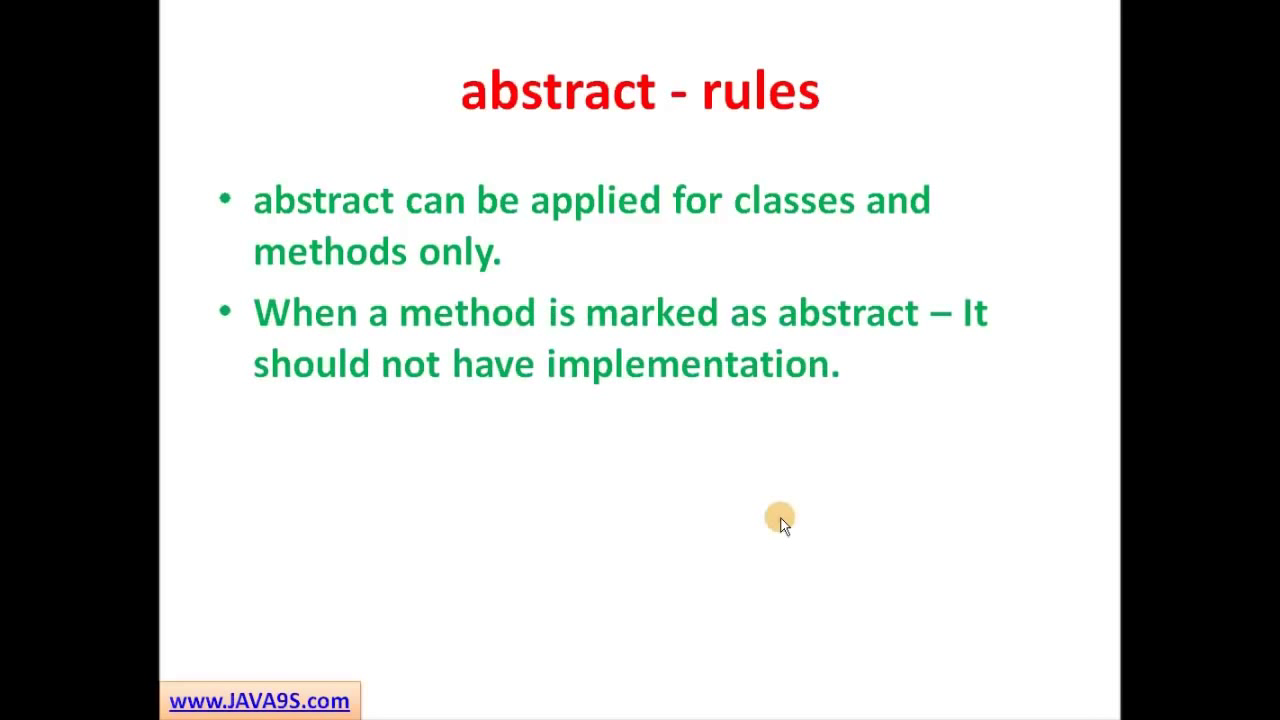 abstract - rules
• abstract can be applied for classes and
methods only.
• When a method is marked as abstract – It
should not have implementation.
www.JAVA9S.com